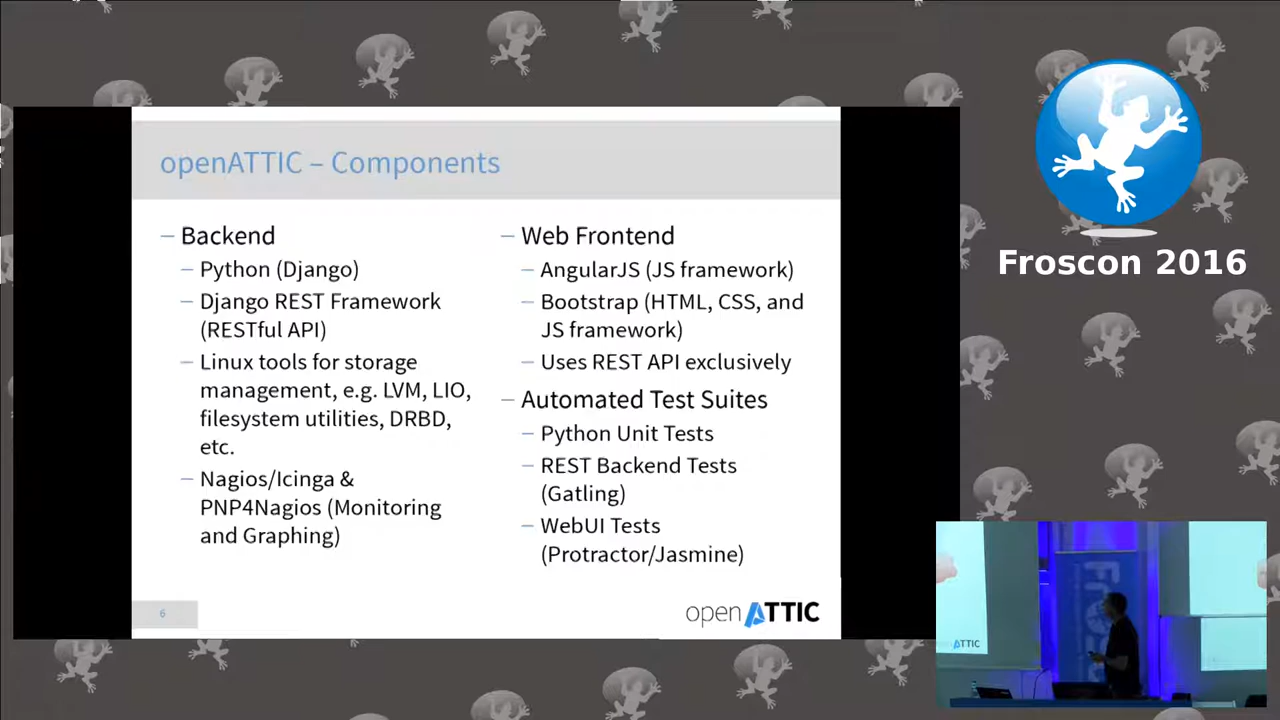 openATTIC – Components
– Backend
– Python (Django)
– Django REST Framework
(RESTful API)
– Linux tools for storage
management, e.g. LVM, LIO,
filesystem utilities, DRBD,
etc.
– Nagios/Icinga &
PNP4Nagios (Monitoring
and Graphing)
– Web Frontend
– AngularJS (JS framework)
– Bootstrap (HTML, CSS, and
JS framework)
– Uses REST API exclusively
– Automated Test Suites
– Python Unit Tests
– REST Backend Tests
(Gatling)
– WebUI Tests
(Protractor/Jasmine)
6
open ATTIC
Froscon 2016